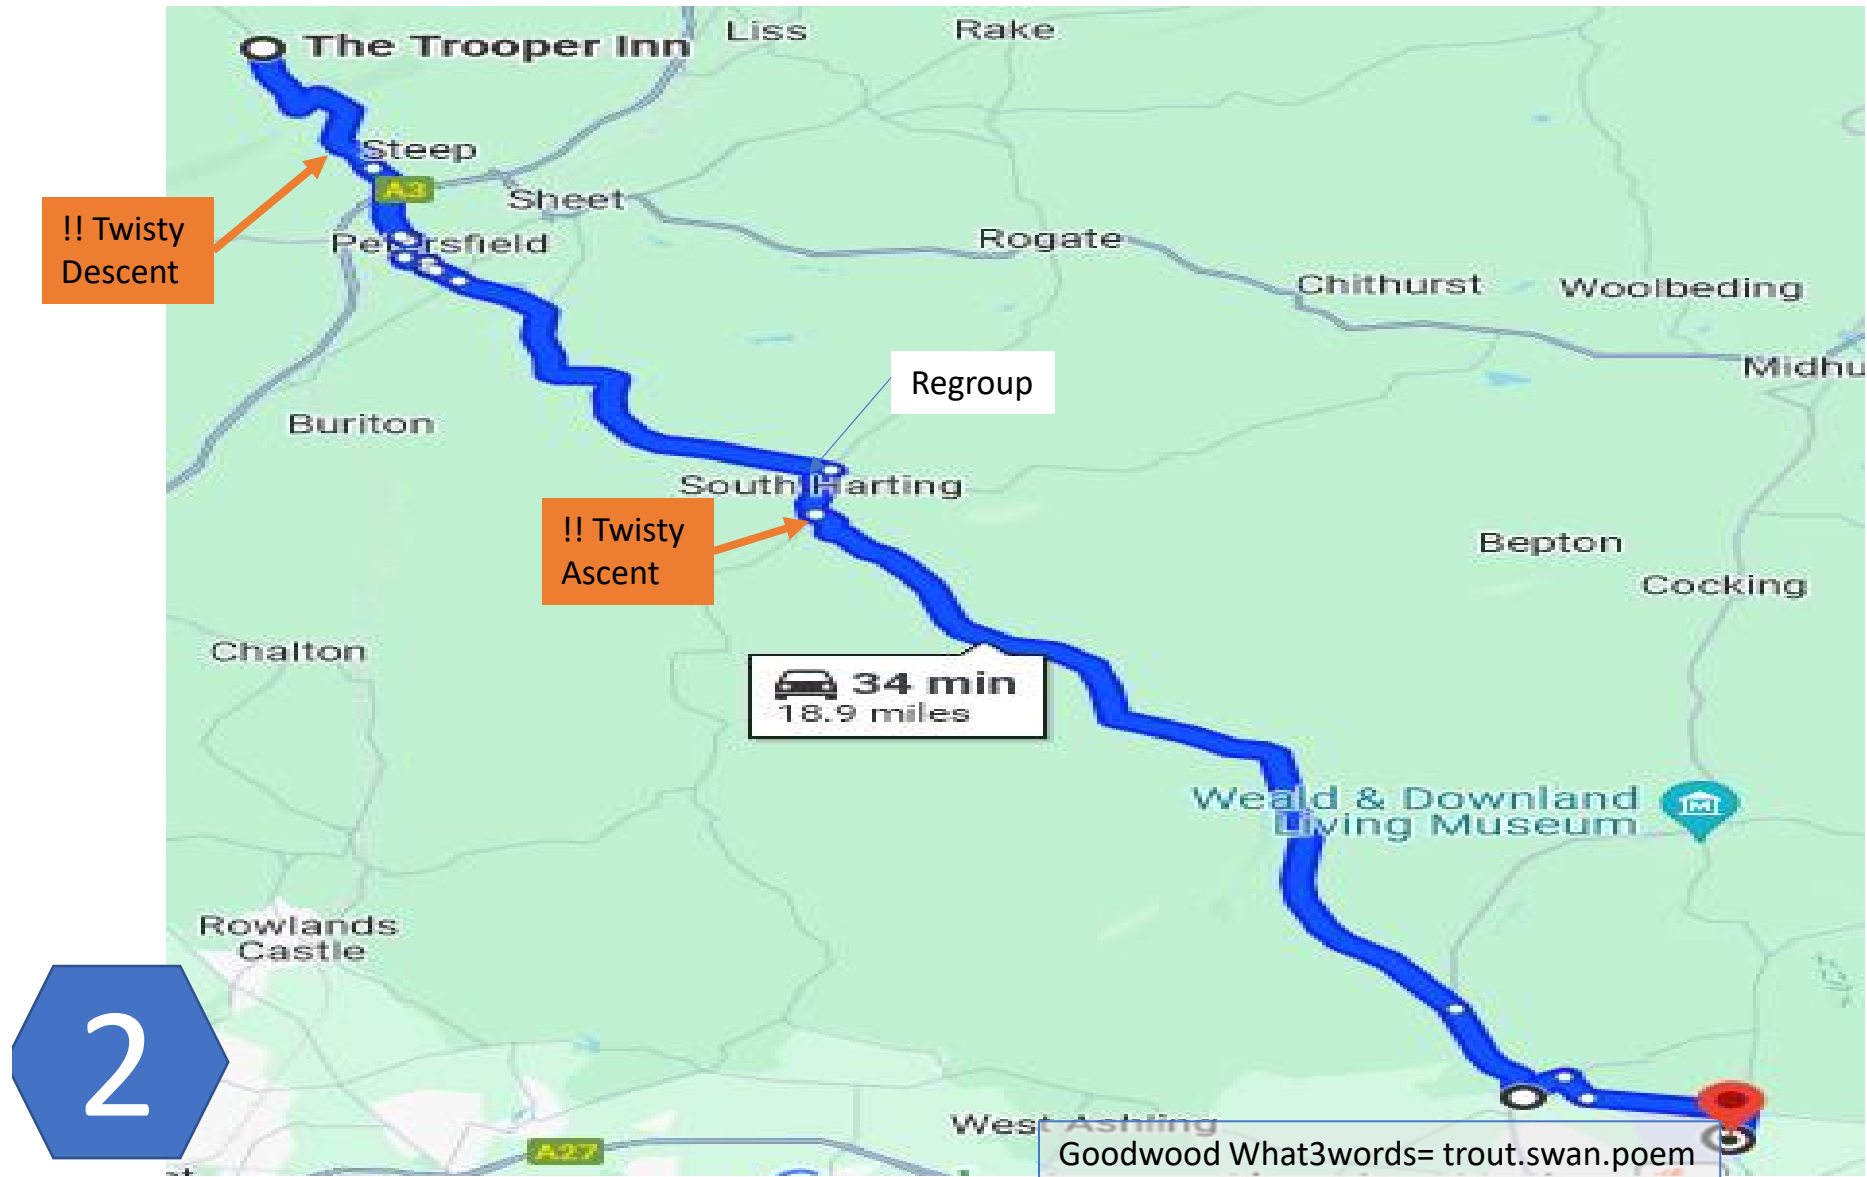 The Trooper Inn
Liss
Rake
Steep
A3
Sheet
!! Twisty
Descent
Petersfield
Rogate
Chithurst
Woolbeding
Midhu
Regroup
Buriton
South Harting
!! Twisty
Ascent
Bepton
Cocking
Chalton
34 min
18.9 miles
Weald & Downland
Living Museum
Rowlands
Castle
2
West Ashling
A27
Goodwood What3words= trout.swan.poem